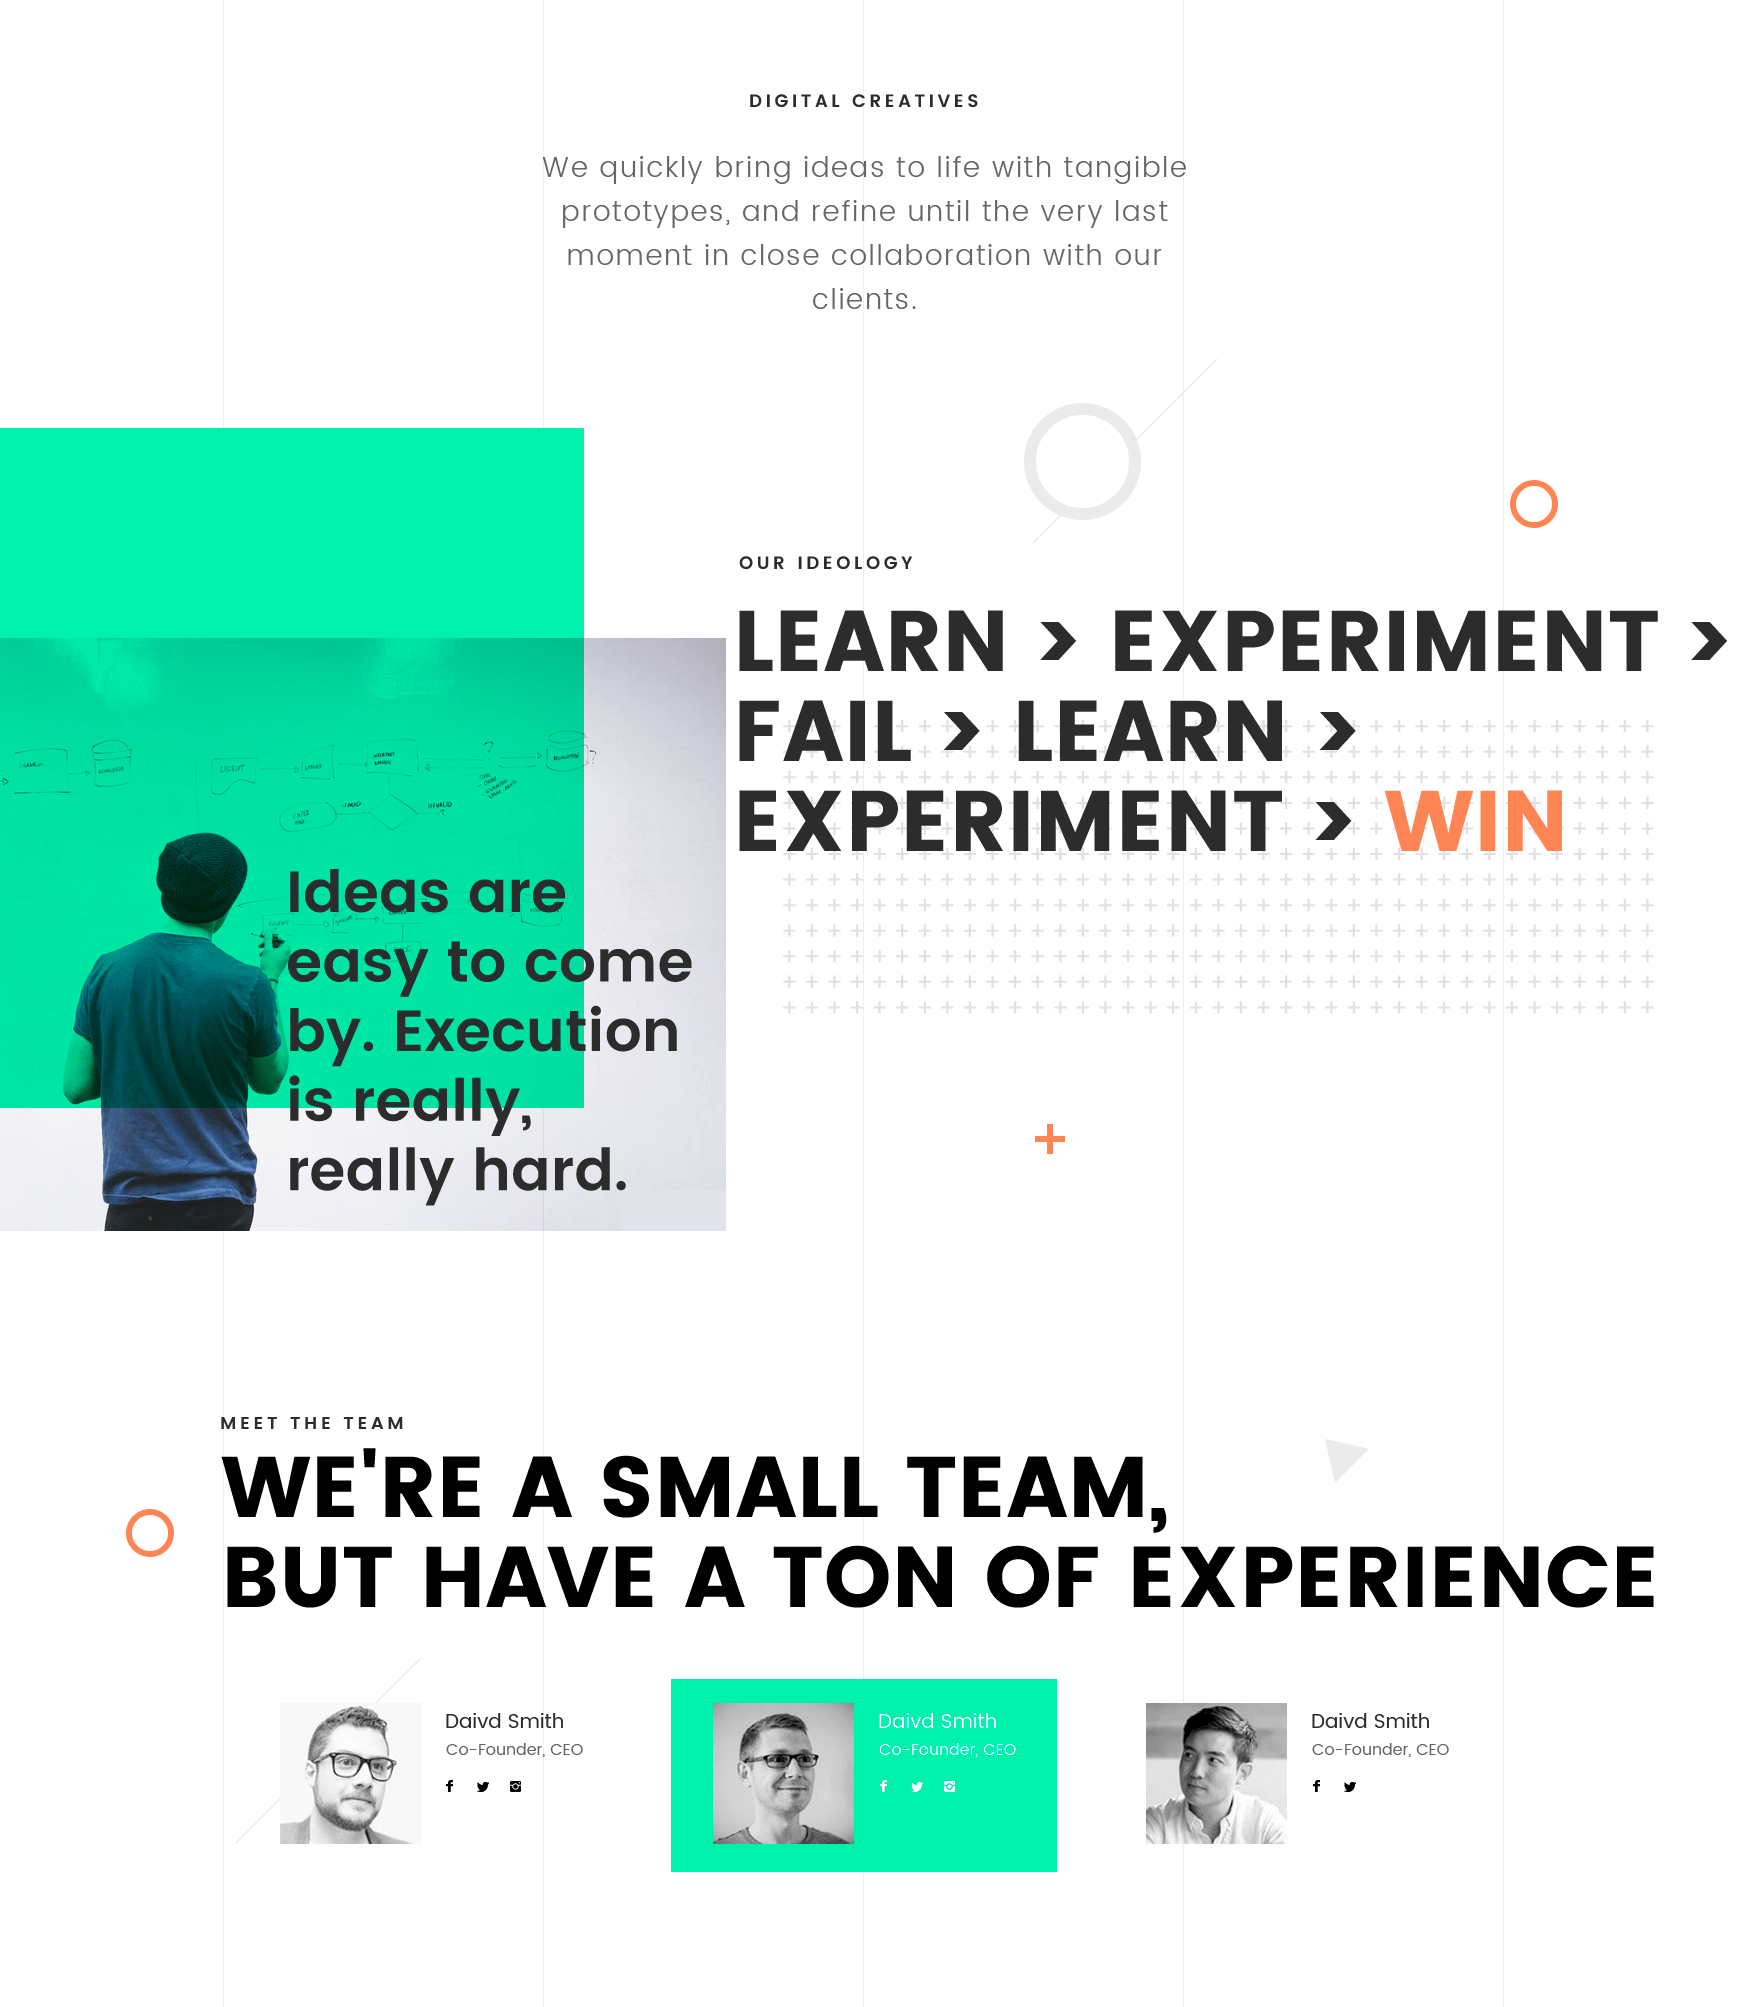 DIGITAL CREATIVES
We quickly bring ideas to life with tangible
prototypes, and refine until the very last
moment in close collaboration with our
clients.
OUR IDEOLOGY
LEARN > EXPERIMENT >
FAIL > LEARN >
EXPERIMENT > WIN
VALID
INVALID
Ideas are
easy to come
by. Execution
is really,
really hard.
MEET THE TEAM
WE'RE A SMALL TEAM,
BUT HAVE A TON OF EXPERIENCE
Daivd Smith
Co-Founder, CEO
Daivd Smith
Co-Founder, CEO
Daivd Smith
Co-Founder, CEO